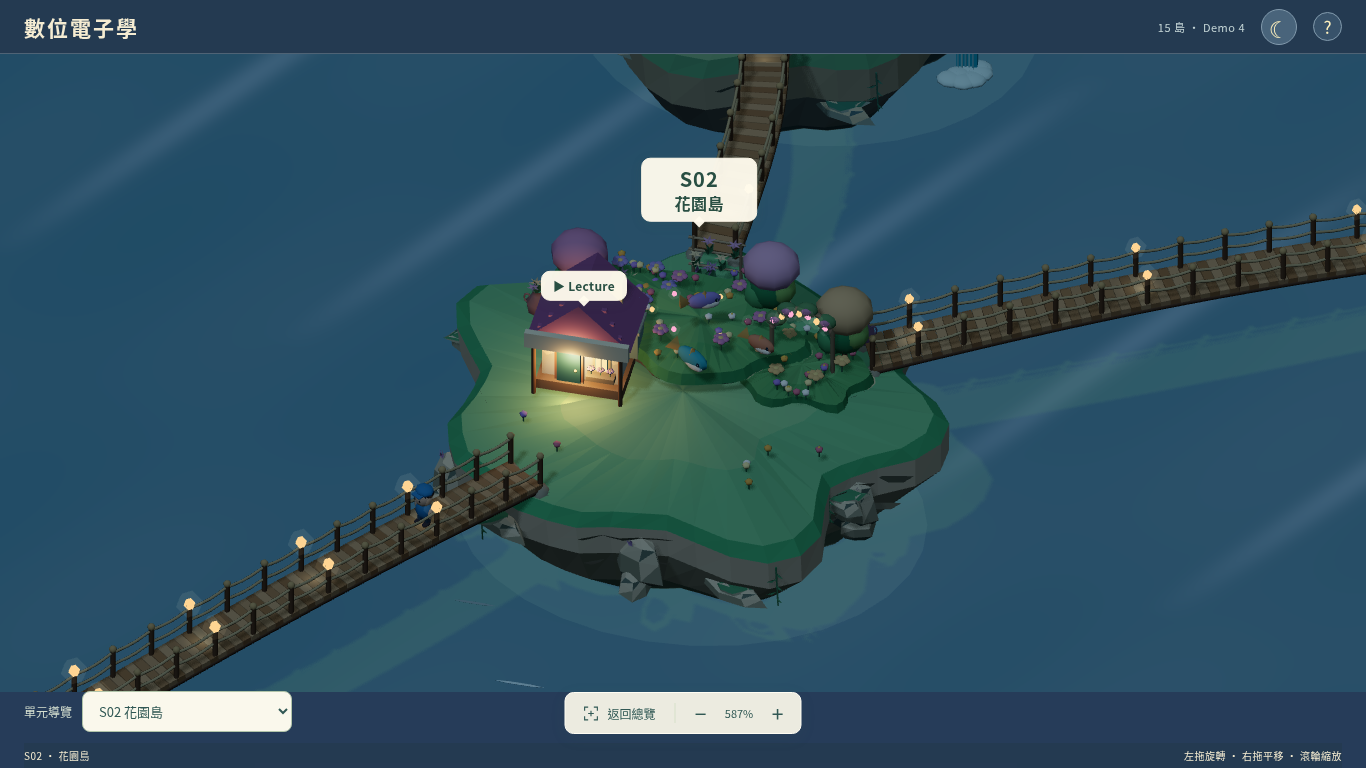 數位電子學
15 島 · Demo 4
?
S02
花園島
▶ Lecture
單元導覽
S02 花園島
返回總覽
− 587% +
S02 · 花園島
左拖旋轉 · 右拖平移 · 滾輪縮放